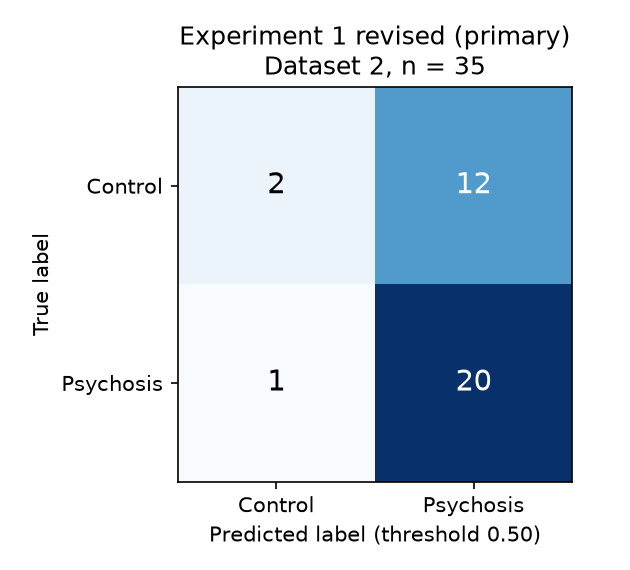 Experiment 1 revised (primary)
Dataset 2, n = 35
True label
Control
2
12
Psychosis
1
20
Control
Psychosis
Predicted label (threshold 0.50)